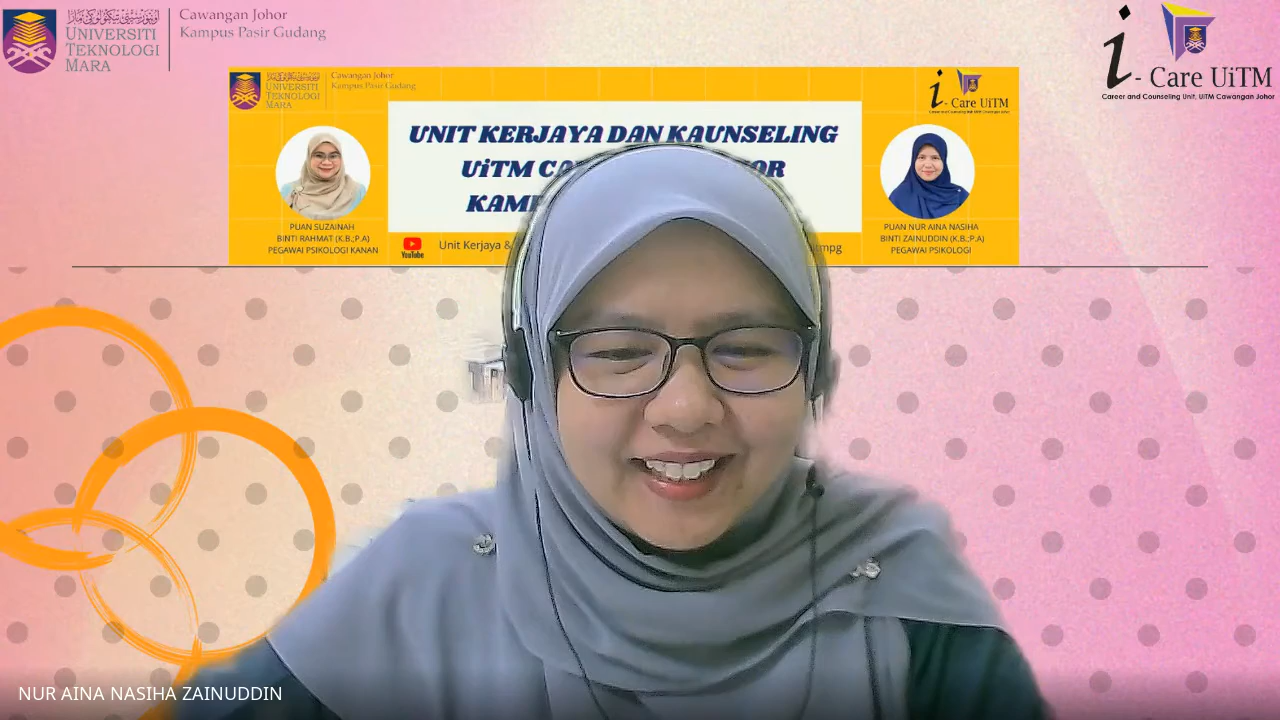 UNIVERSITI
TEKNOLOGI
MARA
Cawangan Johor
Kampus Pasir Gudang
i - Care UiTM
Career and Counseling Unit, UiTM Cawangan Johor
UNIVERSITI
TEKNOLOGI
MARA
Cawangan Johor
Kampus Pasir Gudang
i - Care UiTM
UNIT KERJAYA DAN KAUNSELING
UiTM
PUAN SUZAINAH
BINTI RAHMAT (K.B.;P.A)
PEGAWAI PSIKOLOGI KANAN
YouTube
Unit Kerjaya &
PUAN NUR AINA NASIHA
BINTI ZAINUDDIN (K.B.;P.A)
PEGAWAI PSIKOLOGI
NUR AINA NASIHA ZAINUDDIN